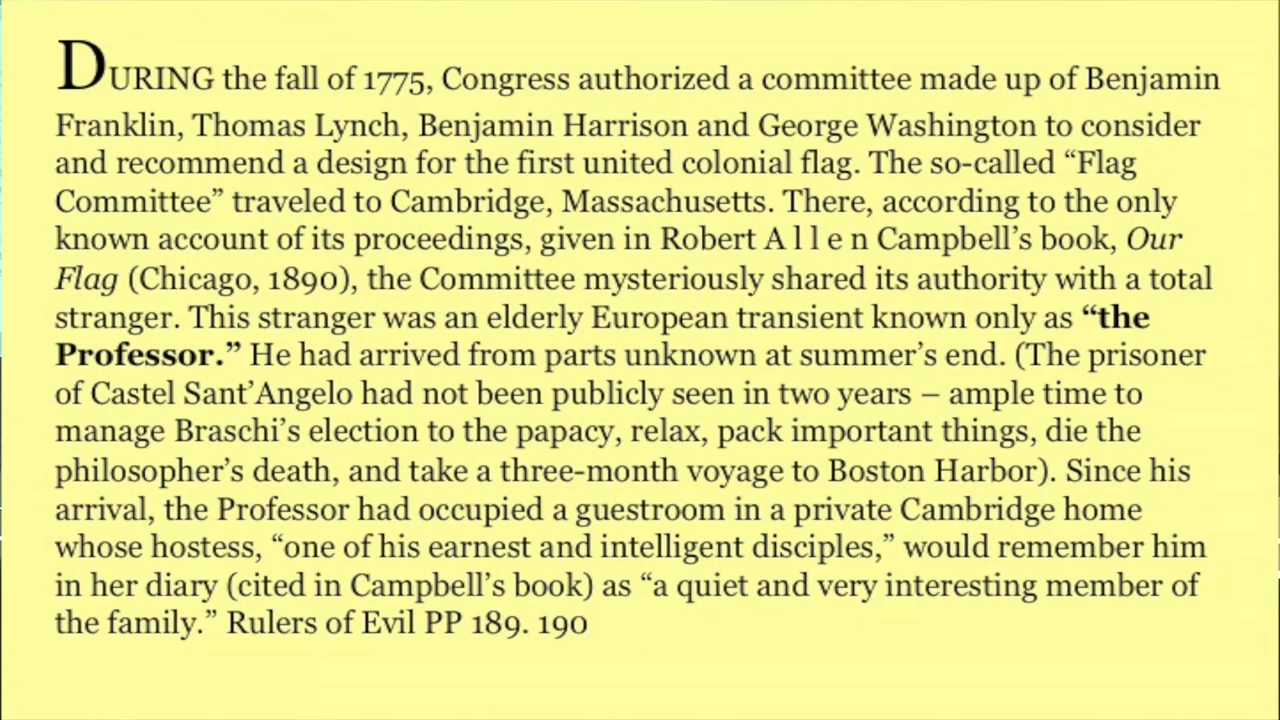 DURING the fall of 1775, Congress authorized a committee made up of Benjamin
Franklin, Thomas Lynch, Benjamin Harrison and George Washington to consider
and recommend a design for the first united colonial flag. The so-called “Flag
Committee” traveled to Cambridge, Massachusetts. There, according to the only
known account of its proceedings, given in Robert A l l e n Campbell’s book, Our
Flag (Chicago, 1890), the Committee mysteriously shared its authority with a total
stranger. This stranger was an elderly European transient known only as “the
Professor.” He had arrived from parts unknown at summer’s end. (The prisoner
of Castel Sant’Angelo had not been publicly seen in two years – ample time to
manage Braschi’s election to the papacy, relax, pack important things, die the
philosopher’s death, and take a three-month voyage to Boston Harbor). Since his
arrival, the Professor had occupied a guestroom in a private Cambridge home
whose hostess, “one of his earnest and intelligent disciples,” would remember him
in her diary (cited in Campbell’s book) as “a quiet and very interesting member of
the family.” Rulers of Evil PP 189. 190